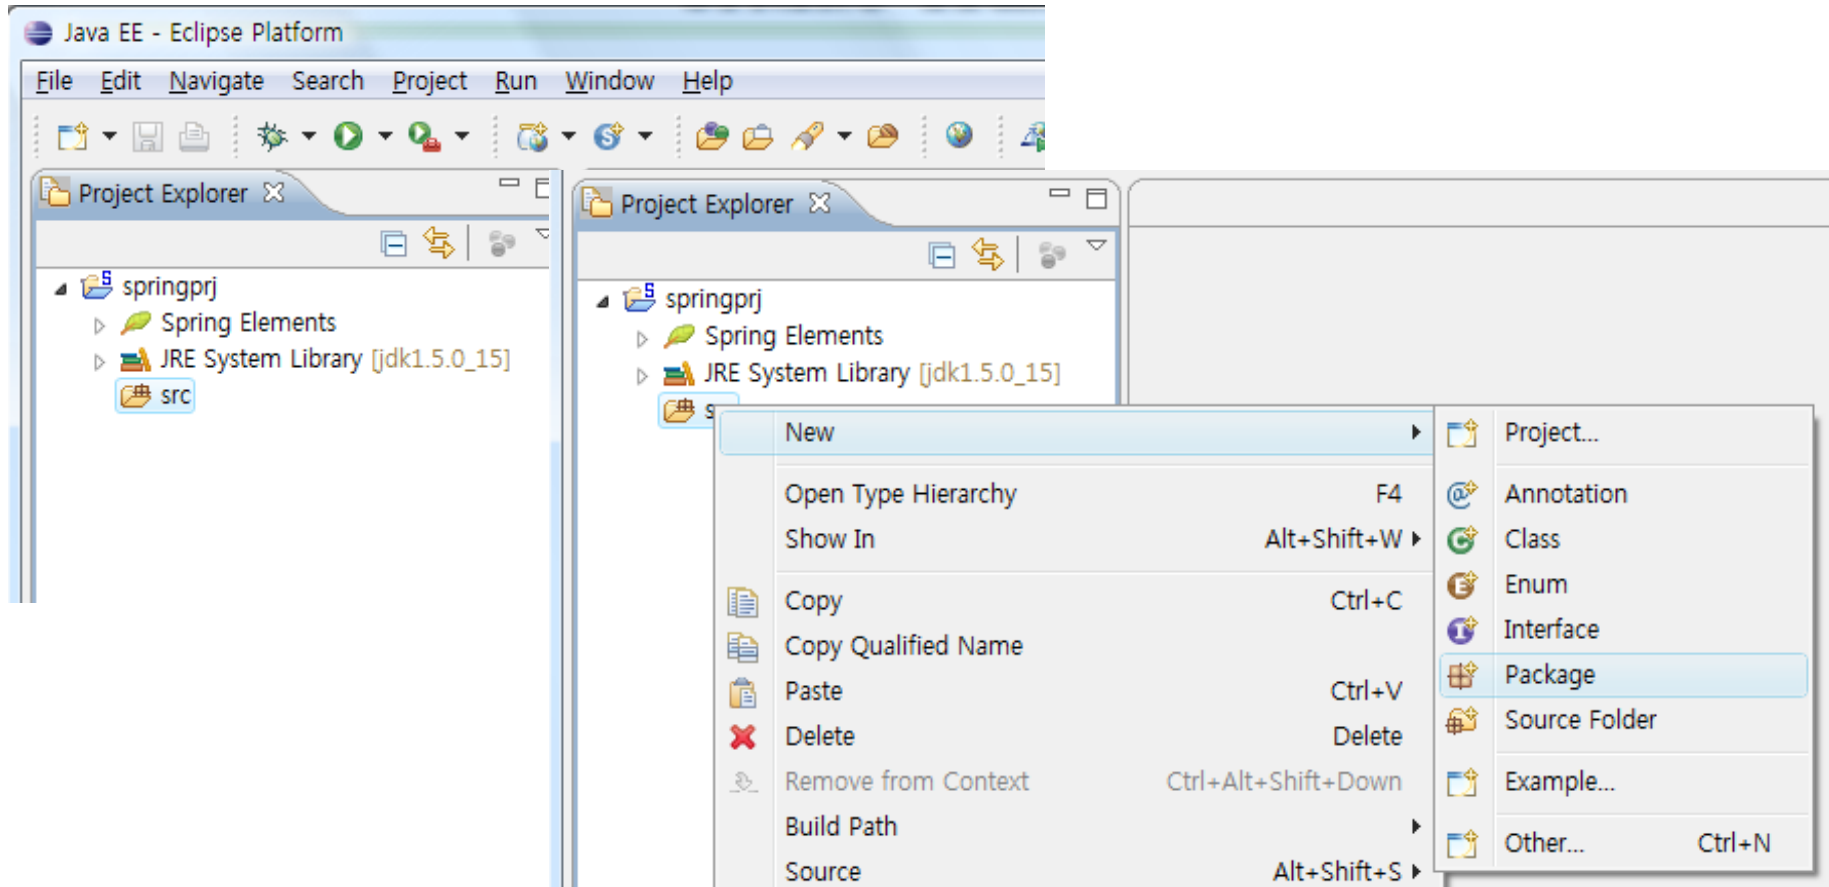 Java EE - Eclipse Platform
File Edit Navigate Search Project Run Window Help
Project Explorer
springprj
Spring Elements
JRE System Library [jdk1.5.0_15]
src
Project Explorer
springprj
Spring Elements
JRE System Library [jdk1.5.0_15]
New
Open Type Hierarchy F4
Show In Alt+Shift+W
Copy Ctrl+C
Copy Qualified Name
Paste Ctrl+V
Delete Delete
Remove from Context Ctrl+Alt+Shift+Down
Build Path
Source Alt+Shift+S
Project...
Annotation
Class
Enum
Interface
Package
Source Folder
Example...
Other... Ctrl+N